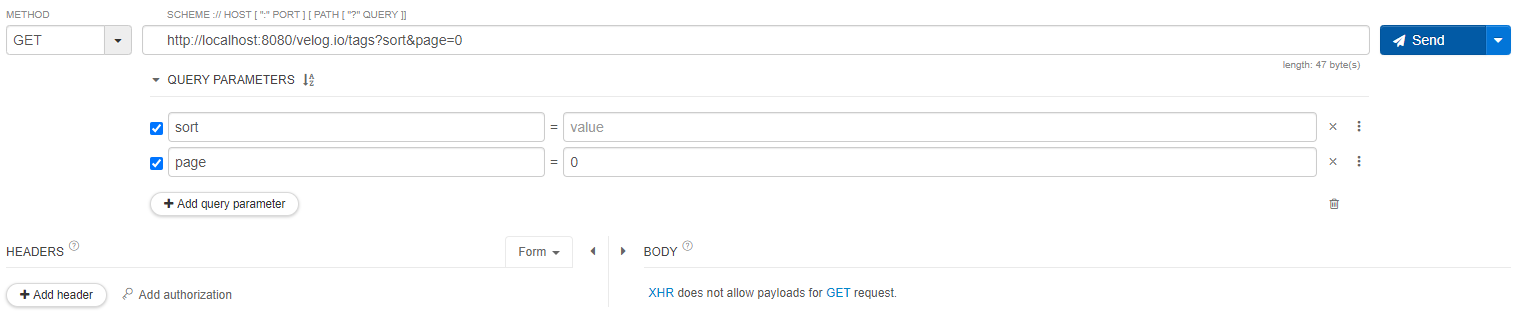 METHOD
SCHEME :// HOST [ ":" PORT ] [ PATH [ "?" QUERY ]]
GET
http://localhost:8080/velog.io/tags?sort&page=0
Send
length: 47 byte(s)
QUERY PARAMETERS
sort = value
page = 0
+ Add query parameter
HEADERS ?
Form
BODY ?
+ Add header
Add authorization
XHR does not allow payloads for GET request.